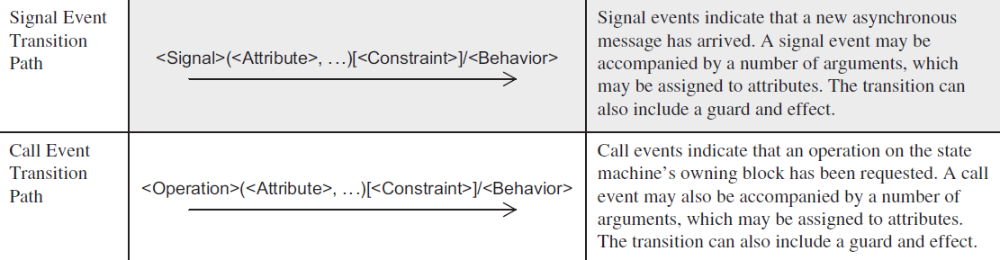 Signal Event
Transition
Path
<Signal>(<Attribute>, ...)[<Constraint>]/<Behavior>
Signal events indicate that a new asynchronous
message has arrived. A signal event may be
accompanied by a number of arguments, which
may be assigned to attributes. The transition can
also include a guard and effect.
Call Event
Transition
Path
<Operation>(<Attribute>, ...)[<Constraint>]/<Behavior>
Call events indicate that an operation on the state
machine’s owning block has been requested. A call
event may also be accompanied by a number of
arguments, which may be assigned to attributes.
The transition can also include a guard and effect.